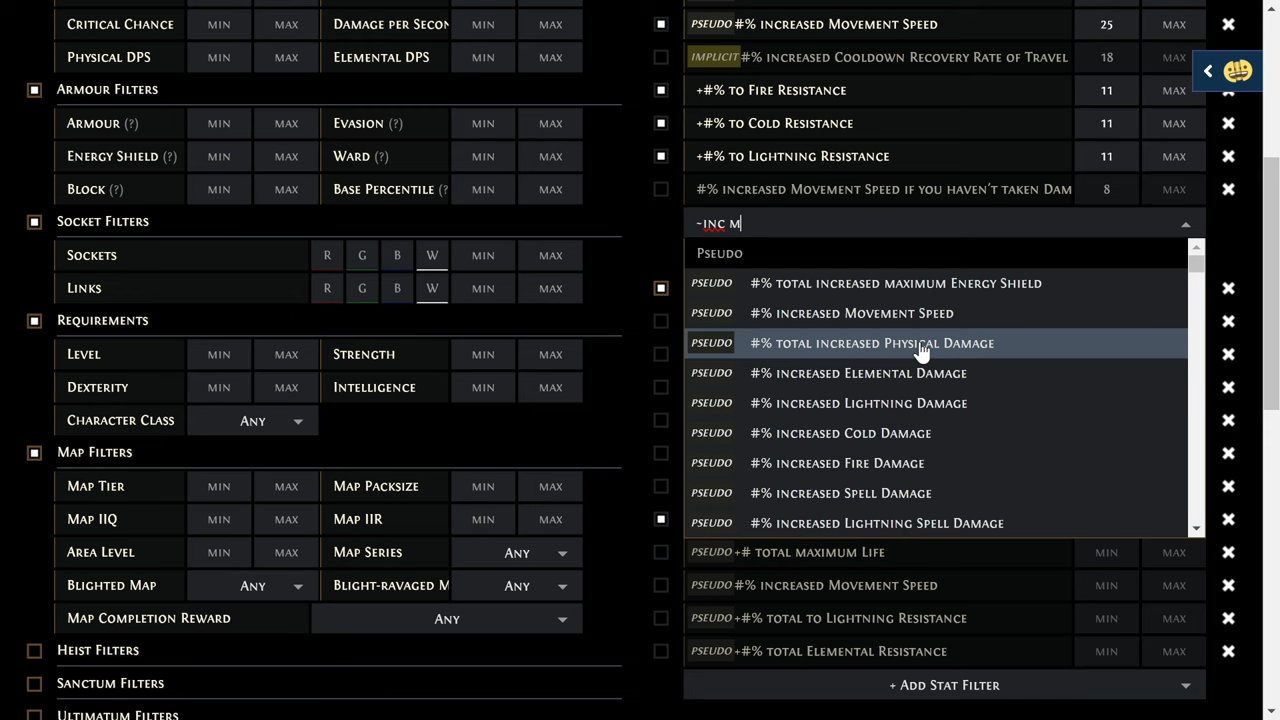 Critical Chance MIN MAX Damage per Secon MIN MAX
Physical DPS MIN MAX Elemental DPS MIN MAX
Armour Filters
Armour (?) MIN MAX Evasion (?) MIN MAX
Energy Shield (?) MIN MAX Ward (?) MIN MAX
Block (?) MIN MAX Base Percentile (? MIN MAX
Socket Filters
Sockets R G B W MIN MAX
Links R G B W MIN MAX
Requirements
Level MIN MAX Strength MIN MAX
Dexterity MIN MAX Intelligence MIN MAX
Character Class Any
Map Filters
Map Tier MIN MAX Map Packsize MIN MAX
Map IIQ MIN MAX Map IIR MIN MAX
Area Level MIN MAX Map Series Any
Blighted Map Any Blight-ravaged M Any
Map Completion Reward Any
Heist Filters
Sanctum Filters
Ultimatum Filters
PSEUDO #% increased Movement Speed 25 MAX
IMPLICIT #% increased Cooldown Recovery Rate of Travel 18
+#% to Fire Resistance 11 MAX
+#% to Cold Resistance 11 MAX
+#% to Lightning Resistance 11 MAX
#% increased Movement Speed if you haven't taken Dam 8 MAX
~inc m
Pseudo
PSEUDO #% total increased maximum Energy Shield
PSEUDO #% increased Movement Speed
PSEUDO #% total increased Physical Damage
PSEUDO #% increased Elemental Damage
PSEUDO #% increased Lightning Damage
PSEUDO #% increased Cold Damage
PSEUDO #% increased Fire Damage
PSEUDO #% increased Spell Damage
PSEUDO #% increased Lightning Spell Damage
PSEUDO +# total maximum Life MIN MAX
PSEUDO #% increased Movement Speed MIN MAX
PSEUDO +#% total to Lightning Resistance MIN MAX
PSEUDO +#% total Elemental Resistance MIN MAX
+ Add Stat Filter